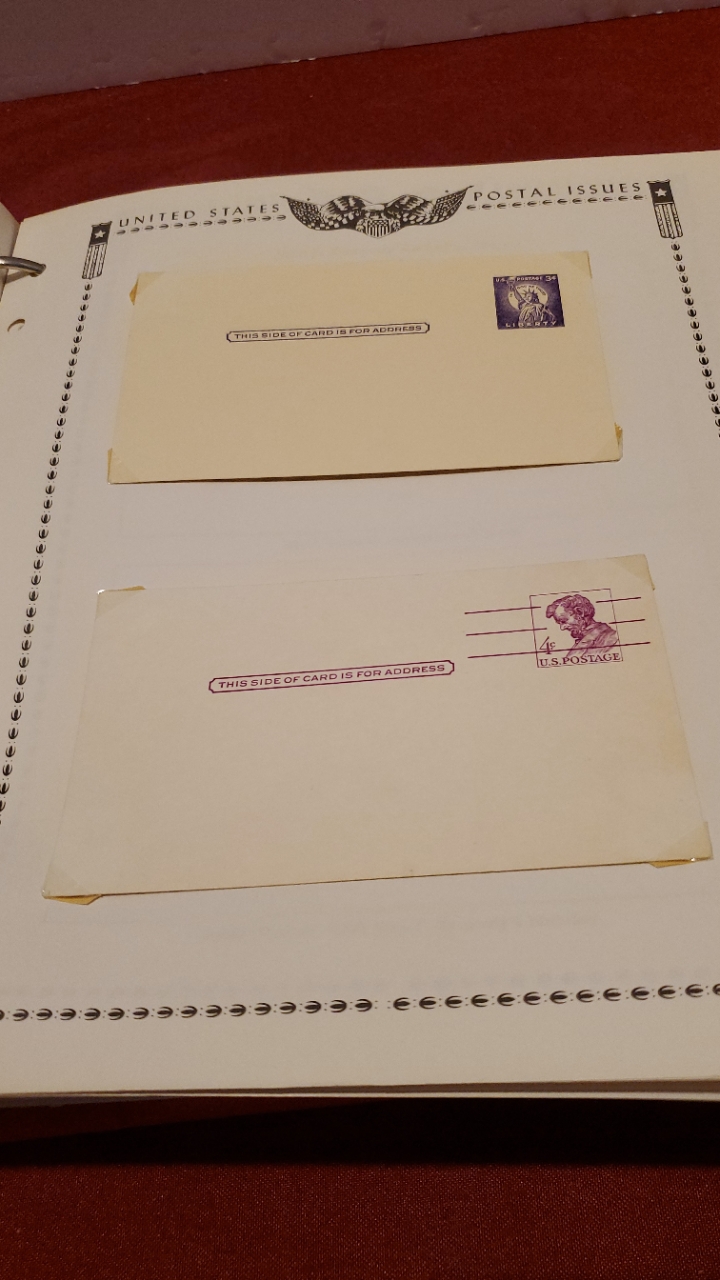 UNITED STATES POSTAL ISSUES
U.S. POSTAGE 3¢
LIBERTY
THIS SIDE OF CARD IS FOR ADDRESS
4¢
U.S. POSTAGE
THIS SIDE OF CARD IS FOR ADDRESS